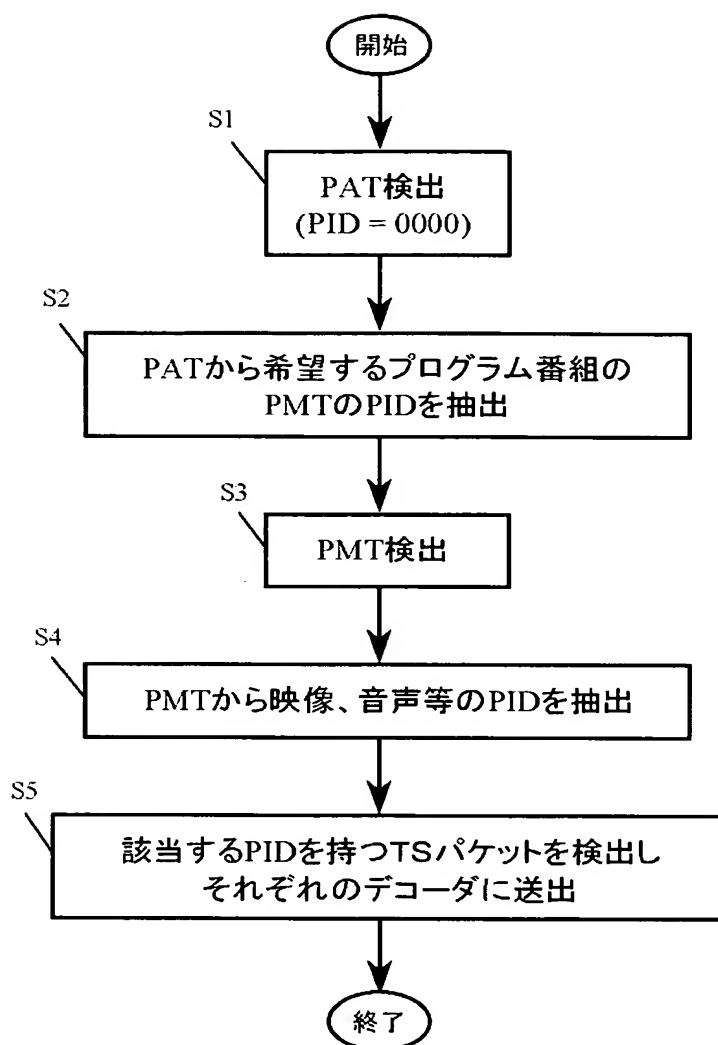 開始
S1
PAT検出
(PID = 0000)
S2
PATから希望するプログラム番組の
PMTのPIDを抽出
S3
PMT検出
S4
PMTから映像、音声等のPIDを抽出
S5
該当するPIDを持つTSパケットを検出し
それぞれのデコーダに送出
終了